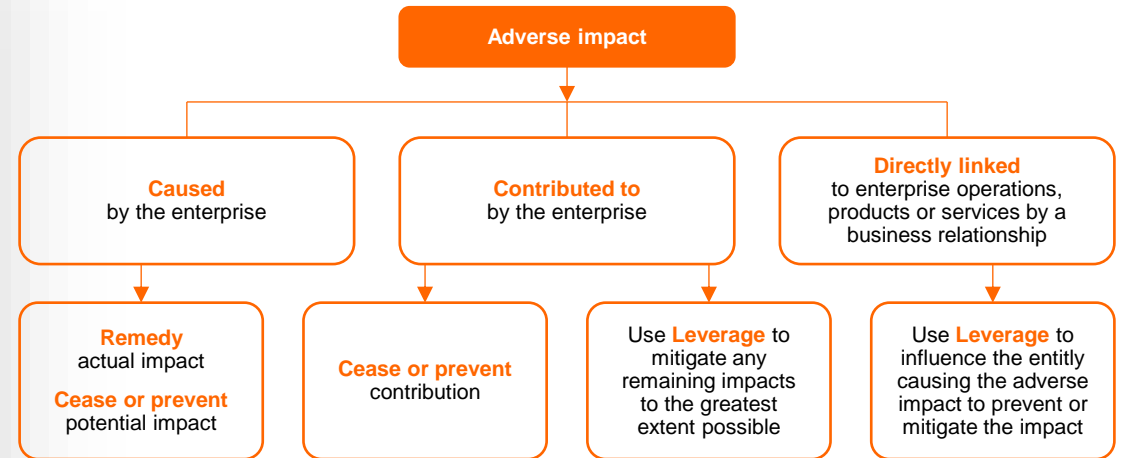 Adverse impact
Caused
by the enterprise
Contributed to
by the enterprise
Directly linked
to enterprise operations,
products or services by a
business relationship
Remedy
actual impact
Cease or prevent
potential impact
Cease or prevent
contribution
Use Leverage to
mitigate any
remaining impacts
to the greatest
extent possible
Use Leverage to
influence the entitly
causing the adverse
impact to prevent or
mitigate the impact